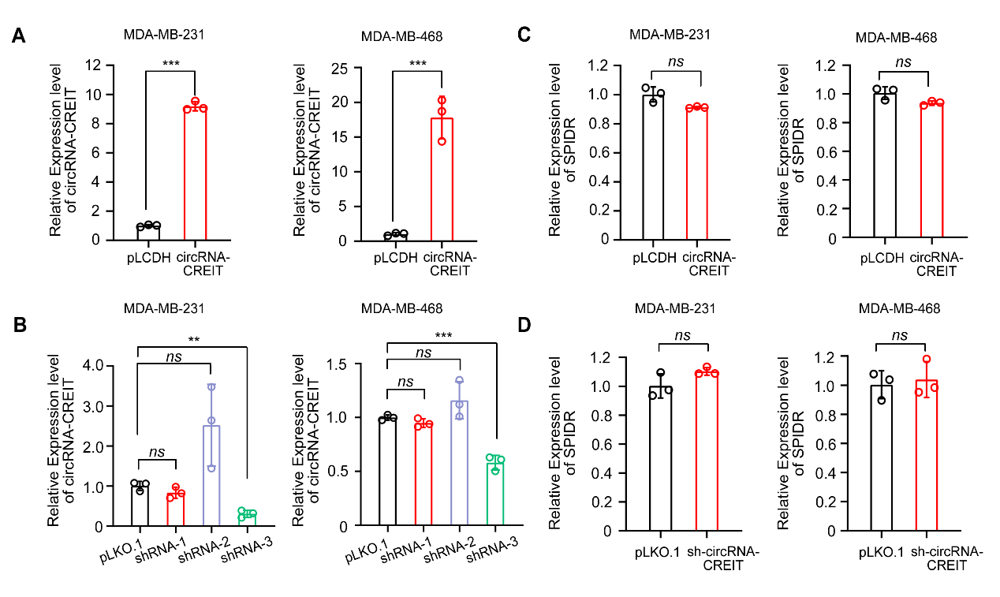 A
MDA-MB-231
Relative Expression level
of circRNA-CREIT
12
10
8
6
4
2
0
***
pLCDH
circRNA-
CREIT
MDA-MB-468
Relative Expression level
of circRNA-CREIT
25
20
15
10
5
0
***
pLCDH
circRNA-
CREIT
C
MDA-MB-231
Relative Expression level
of SPIDR
1.2
1.0
0.8
0.6
0.4
0.2
0
ns
pLCDH
circRNA-
CREIT
MDA-MB-468
Relative Expression level
of SPIDR
1.2
1.0
0.8
0.6
0.4
0.2
0
ns
pLCDH
circRNA-
CREIT
B
MDA-MB-231
Relative Expression level
of circRNA-CREIT
4.0
3.0
2.0
1.0
0
**
ns
ns
pLKO.1
shRNA-1
shRNA-2
shRNA-3
MDA-MB-468
Relative Expression level
of circRNA-CREIT
1.5
1.0
0.5
0
***
ns
ns
pLKO.1
shRNA-1
shRNA-2
shRNA-3
D
MDA-MB-231
Relative Expression level
of SPIDR
1.2
1.0
0.8
0.6
0.4
0.2
0
ns
pLKO.1
sh-circRNA-
CREIT
MDA-MB-468
Relative Expression level
of SPIDR
1.2
1.0
0.8
0.6
0.4
0.2
0
ns
pLKO.1
sh-circRNA-
CREIT